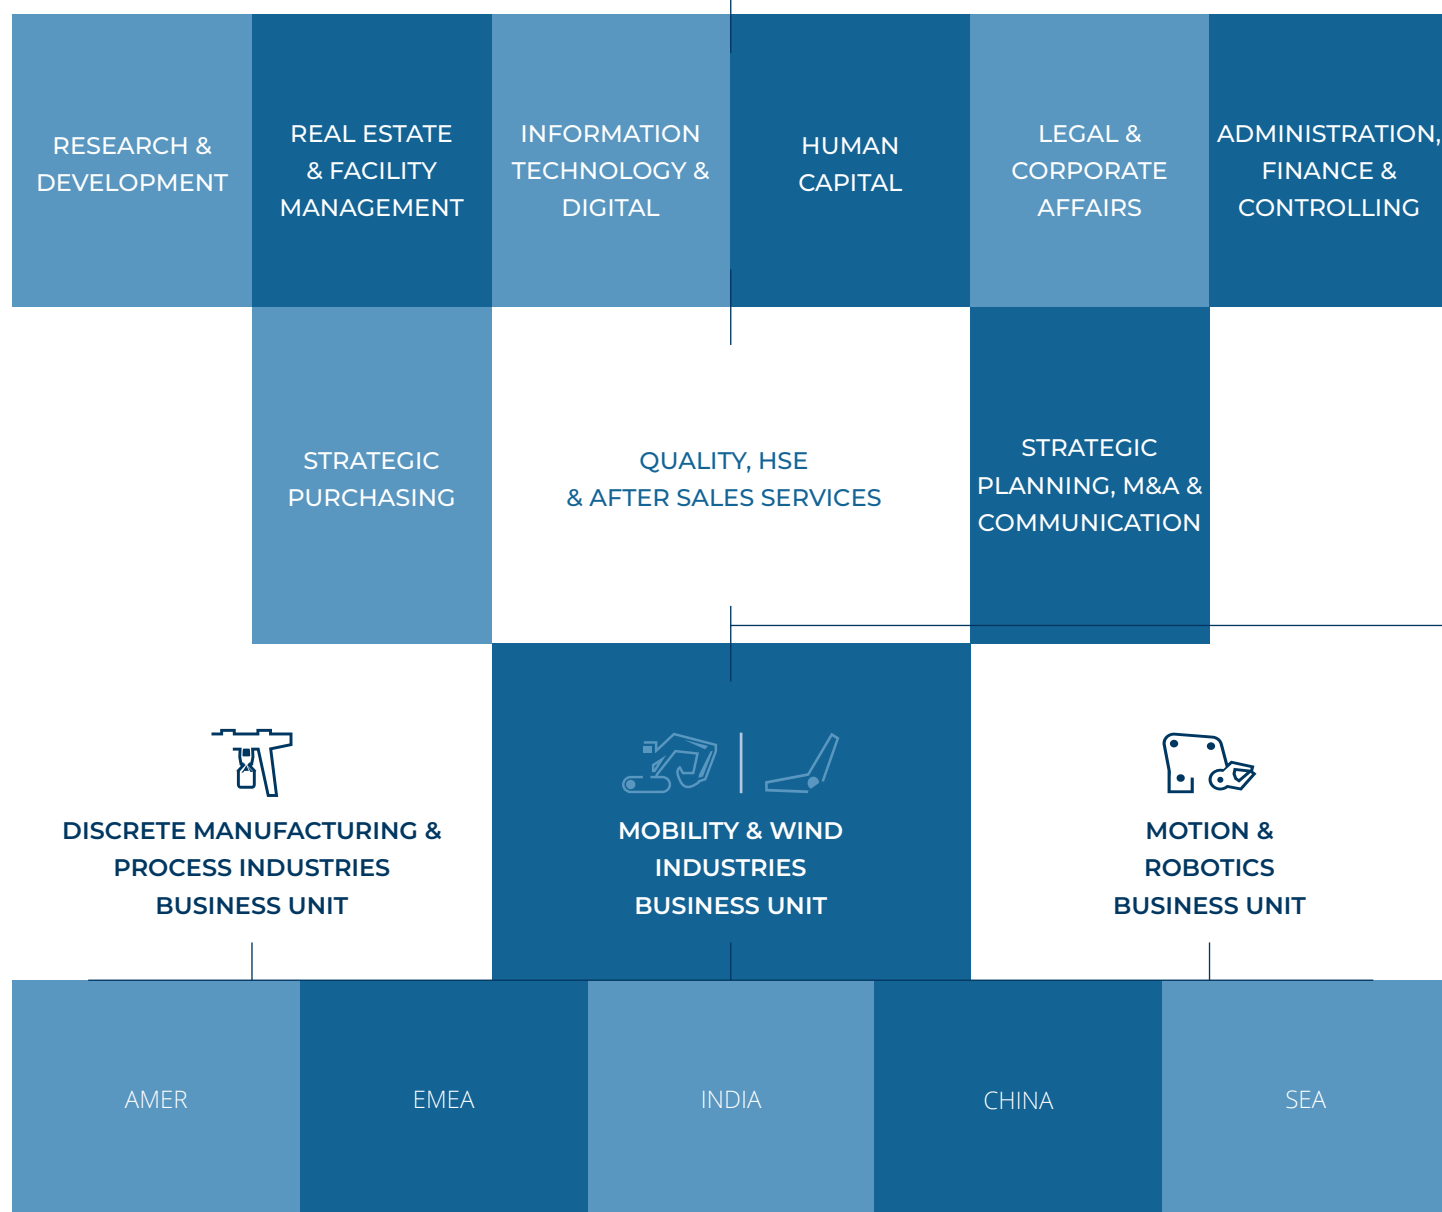 RESEARCH &
DEVELOPMENT
REAL ESTATE
& FACILITY
MANAGEMENT
INFORMATION
TECHNOLOGY &
DIGITAL
HUMAN
CAPITAL
LEGAL &
CORPORATE
AFFAIRS
ADMINISTRATION,
FINANCE &
CONTROLLING
STRATEGIC
PURCHASING
QUALITY, HSE
& AFTER SALES SERVICES
STRATEGIC
PLANNING, M&A &
COMMUNICATION
DISCRETE MANUFACTURING &
PROCESS INDUSTRIES
BUSINESS UNIT
MOBILITY & WIND
INDUSTRIES
BUSINESS UNIT
MOTION &
ROBOTICS
BUSINESS UNIT
AMER
EMEA
INDIA
CHINA
SEA